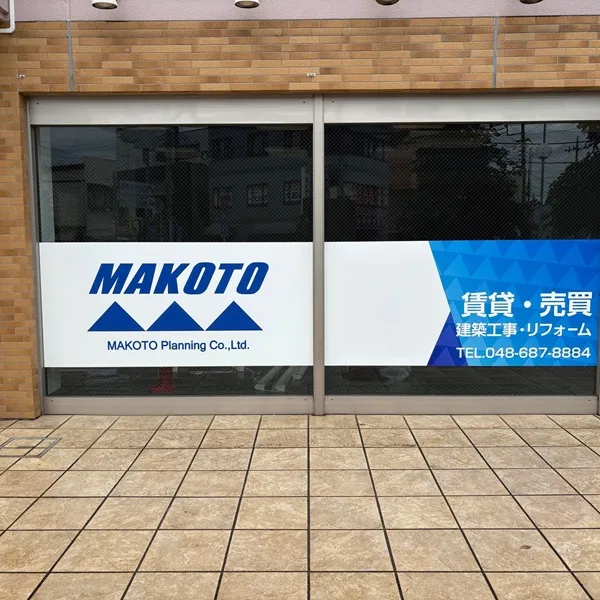 MAKOTO
MAKOTO Planning Co.,Ltd.
賃貸・売買
建築工事・リフォーム
TEL.048-687-8884